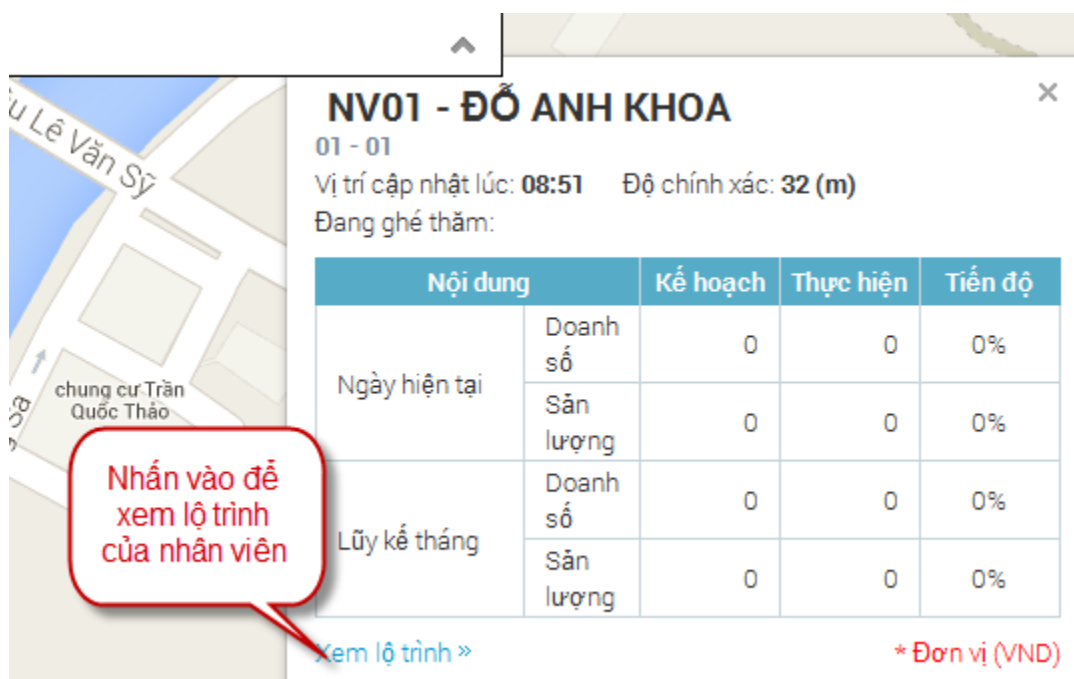 NV01 - ĐỖ ANH KHOA
01 - 01
Vị trí cập nhật lúc: 08:51 Độ chính xác: 32 (m)
Đang ghé thăm:
Nội dung Kế hoạch Thực hiện Tiến độ
Ngày hiện tại
Doanh số 0 0 0%
Sản lượng 0 0 0%
Lũy kế tháng
Doanh số 0 0 0%
Sản lượng 0 0 0%
Xem lộ trình »
* Đơn vị (VND)
Lê Văn Sỹ
chung cư Trần
Quốc Thảo
Nhấn vào để
xem lộ trình
của nhân viên